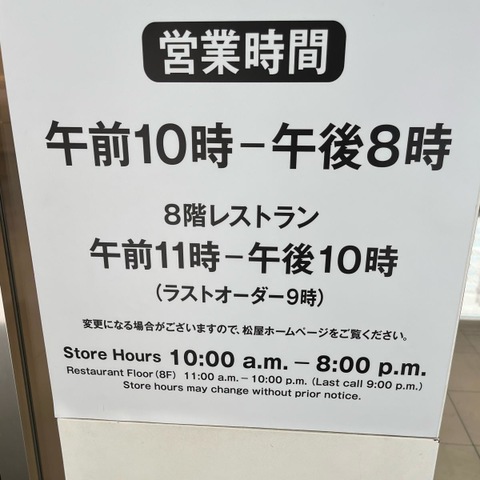 営業時間
午前10時－午後8時
8階レストラン
午前11時－午後10時
(ラストオーダー9時)
変更になる場合がございますので、松屋ホームページをご覧ください。
Store Hours 10:00 a.m. – 8:00 p.m.
Restaurant Floor (8F) 11:00 a.m. – 10:00 p.m. (Last call 9:00 p.m.)
Store hours may change without prior notice.